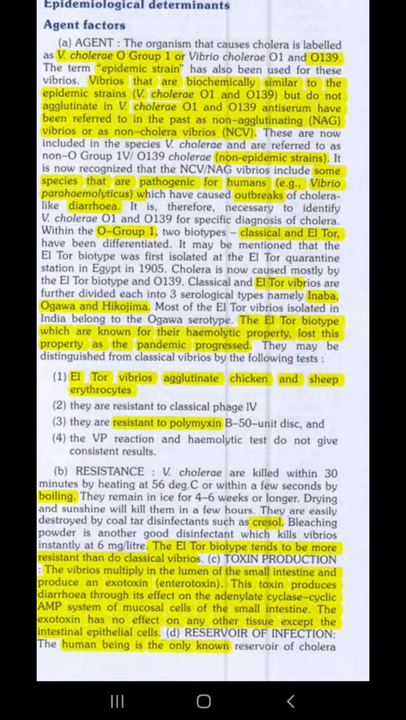 Epidemiological determinants
Agent factors
(a) AGENT : The organism that causes cholera is labelled
as V. cholerae O Group 1 or Vibrio cholerae O1 and O139.
The term "epidemic strain" has also been used for these
vibrios. Vibrios that are biochemically similar to the
epidemic strains (V. cholerae O1 and O139) but do not
agglutinate in V. cholerae O1 and O139 antiserum have
been referred to in the past as non-agglutinating (NAG)
vibrios or as non-cholera vibrios (NCV). These are now
included in the species V. cholerae and are referred to as
non-O Group 1V/ O139 cholerae (non-epidemic strains). It
is now recognized that the NCV/NAG vibrios include some
species that are pathogenic for humans (e.g., Vibrio
parahaemolyticus) which have caused outbreaks of cholera-
like diarrhoea. It is, therefore, necessary to identify
V. cholerae O1 and O139 for specific diagnosis of cholera.
Within the O-Group 1, two biotypes – classical and El Tor,
have been differentiated. It may be mentioned that the
El Tor biotype was first isolated at the El Tor quarantine
station in Egypt in 1905. Cholera is now caused mostly by
the El Tor biotype and O139. Classical and El Tor vibrios are
further divided each into 3 serological types namely Inaba,
Ogawa and Hikojima. Most of the El Tor vibrios isolated in
India belong to the Ogawa serotype. The El Tor biotype
which are known for their haemolytic property, lost this
property as the pandemic progressed. They may be
distinguished from classical vibrios by the following tests :
(1) El Tor vibrios agglutinate chicken and sheep
erythrocytes
(2) they are resistant to classical phage IV
(3) they are resistant to polymyxin B–50–unit disc, and
(4) the VP reaction and haemolytic test do not give
consistent results.
(b) RESISTANCE : V. cholerae are killed within 30
minutes by heating at 56 deg.C or within a few seconds by
boiling. They remain in ice for 4–6 weeks or longer. Drying
and sunshine will kill them in a few hours. They are easily
destroyed by coal tar disinfectants such as cresol. Bleaching
powder is another good disinfectant which kills vibrios
instantly at 6 mg/litre. The El Tor biotype tends to be more
resistant than do classical vibrios. (c) TOXIN PRODUCTION
: The vibrios multiply in the lumen of the small intestine and
produce an exotoxin (enterotoxin). This toxin produces
diarrhoea through its effect on the adenylate cyclase–cyclic
AMP system of mucosal cells of the small intestine. The
exotoxin has no effect on any other tissue except the
intestinal epithelial cells. (d) RESERVOIR OF INFECTION:
The human being is the only known reservoir of cholera